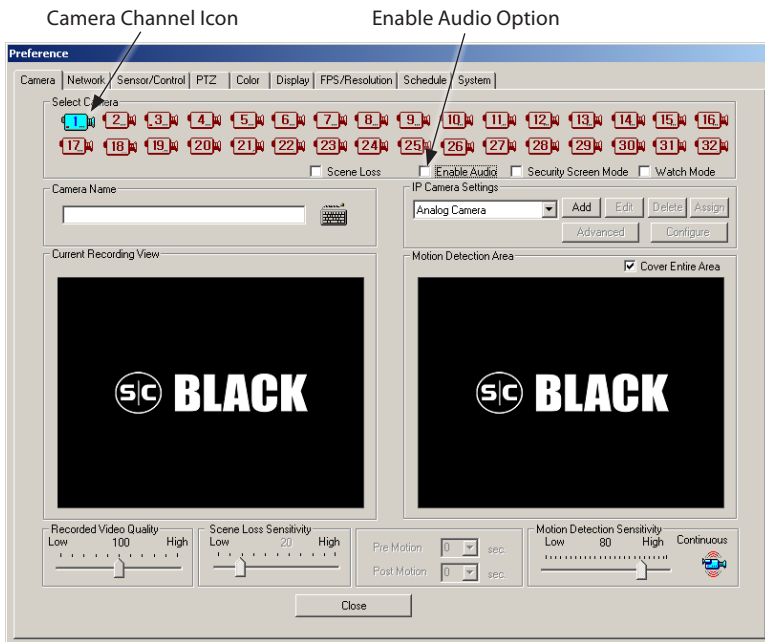 Camera Channel Icon Enable Audio Option
Preference
Camera Network Sensor/Control PTZ Color Display FPS/Resolution Schedule System
Select Camera
1 2 3 4 5 6 7 8 9 10 11 12 13 14 15 16
17 18 19 20 21 22 23 24 25 26 27 28 29 30 31 32
Scene Loss Enable Audio Security Screen Mode Watch Mode
Camera Name
IP Camera Settings
Analog Camera Add Edit Delete Assign
Advanced Configure
Current Recording View
Motion Detection Area
Cover Entire Area
S|C BLACK
S|C BLACK
Recorded Video Quality
Low 100 High
Scene Loss Sensitivity
Low 20 High
Pre Motion 0 sec.
Post Motion 0 sec.
Motion Detection Sensitivity
Low 80 High
Continuous
Close